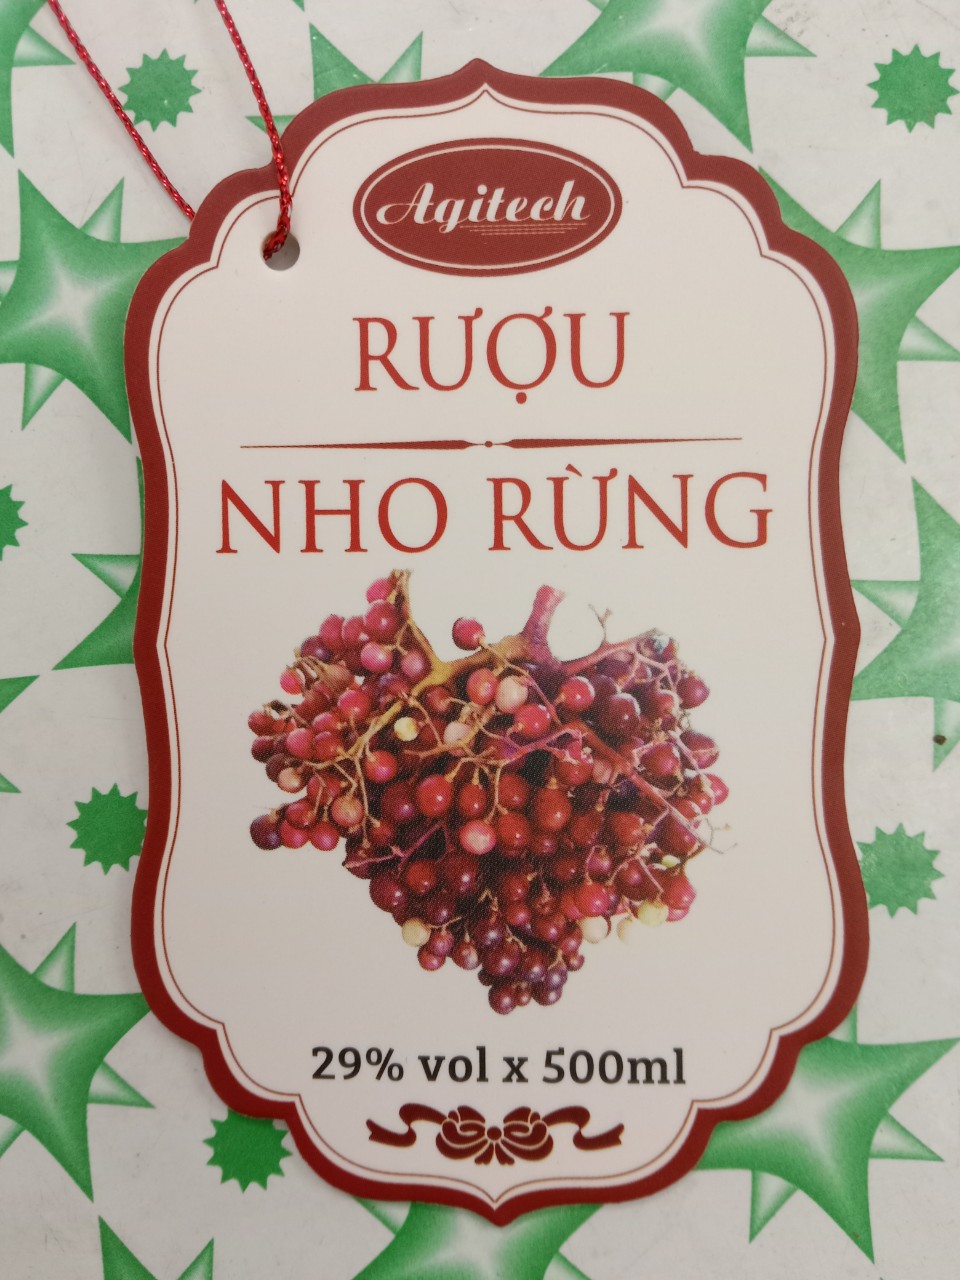 Agitech
RƯỢU
NHO RỪNG
29% vol x 500ml